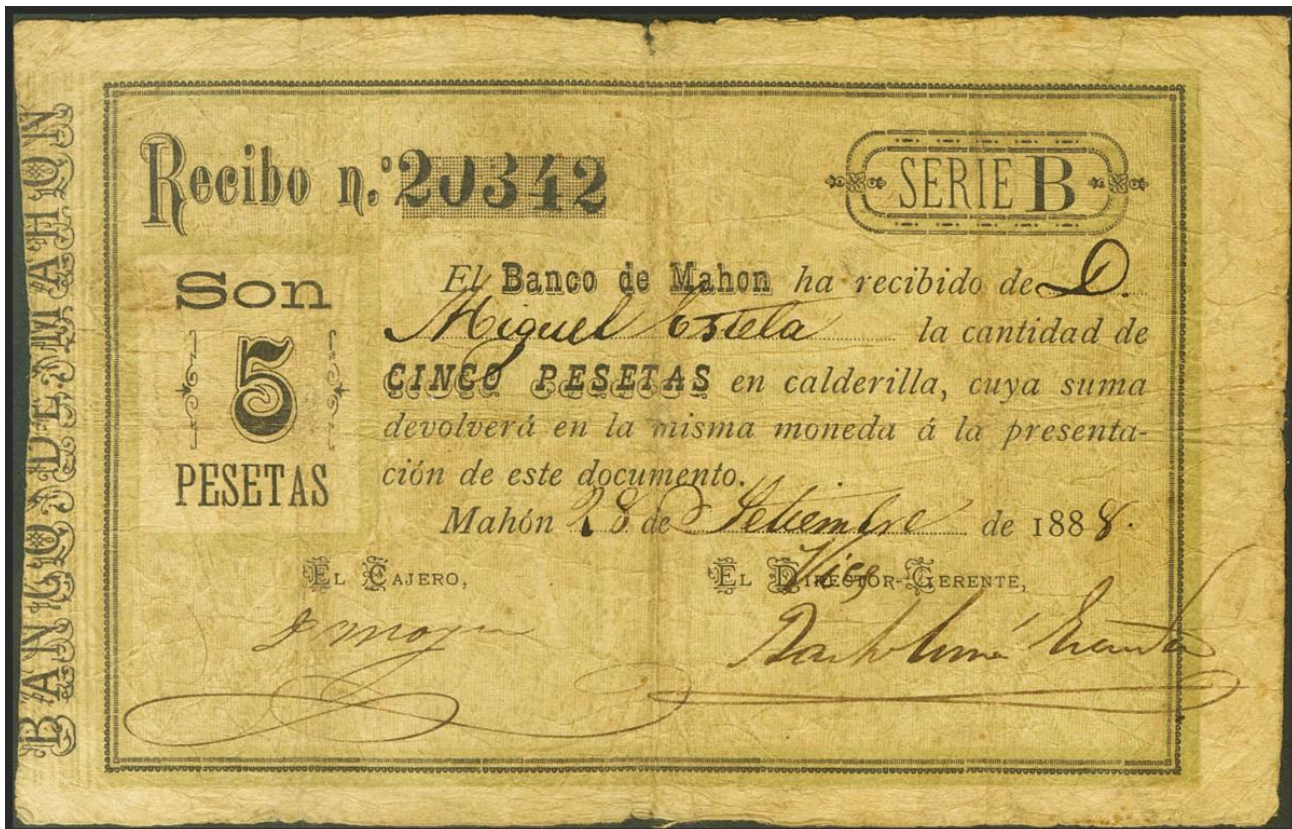 BANCO DE MAHON
Recibo n.º 20342
SERIE B
Son
5
PESETAS
El Banco de Mahon ha recibido de D.
Miguel Estela la cantidad de
CINCO PESETAS en calderilla, cuya suma
devolverá en la misma moneda á la presenta-
ción de este documento.
Mahón 28 de Setiembre de 1888.
EL CAJERO,
Vice
EL DIRECTOR-GERENTE,
Bartolomé